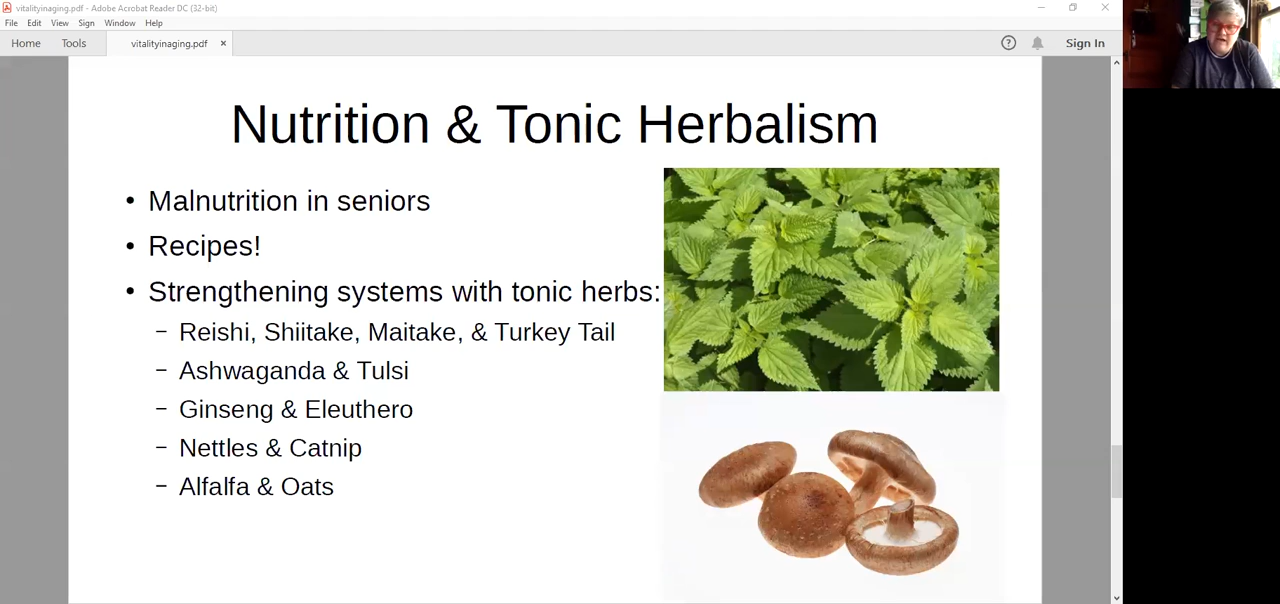 vitalityinaging.pdf - Adobe Acrobat Reader DC (32-bit)
File Edit View Sign Window Help
Home Tools vitalityinaging.pdf × Sign In
Nutrition & Tonic Herbalism
• Malnutrition in seniors
• Recipes!
• Strengthening systems with tonic herbs:
– Reishi, Shiitake, Maitake, & Turkey Tail
– Ashwaganda & Tulsi
– Ginseng & Eleuthero
– Nettles & Catnip
– Alfalfa & Oats